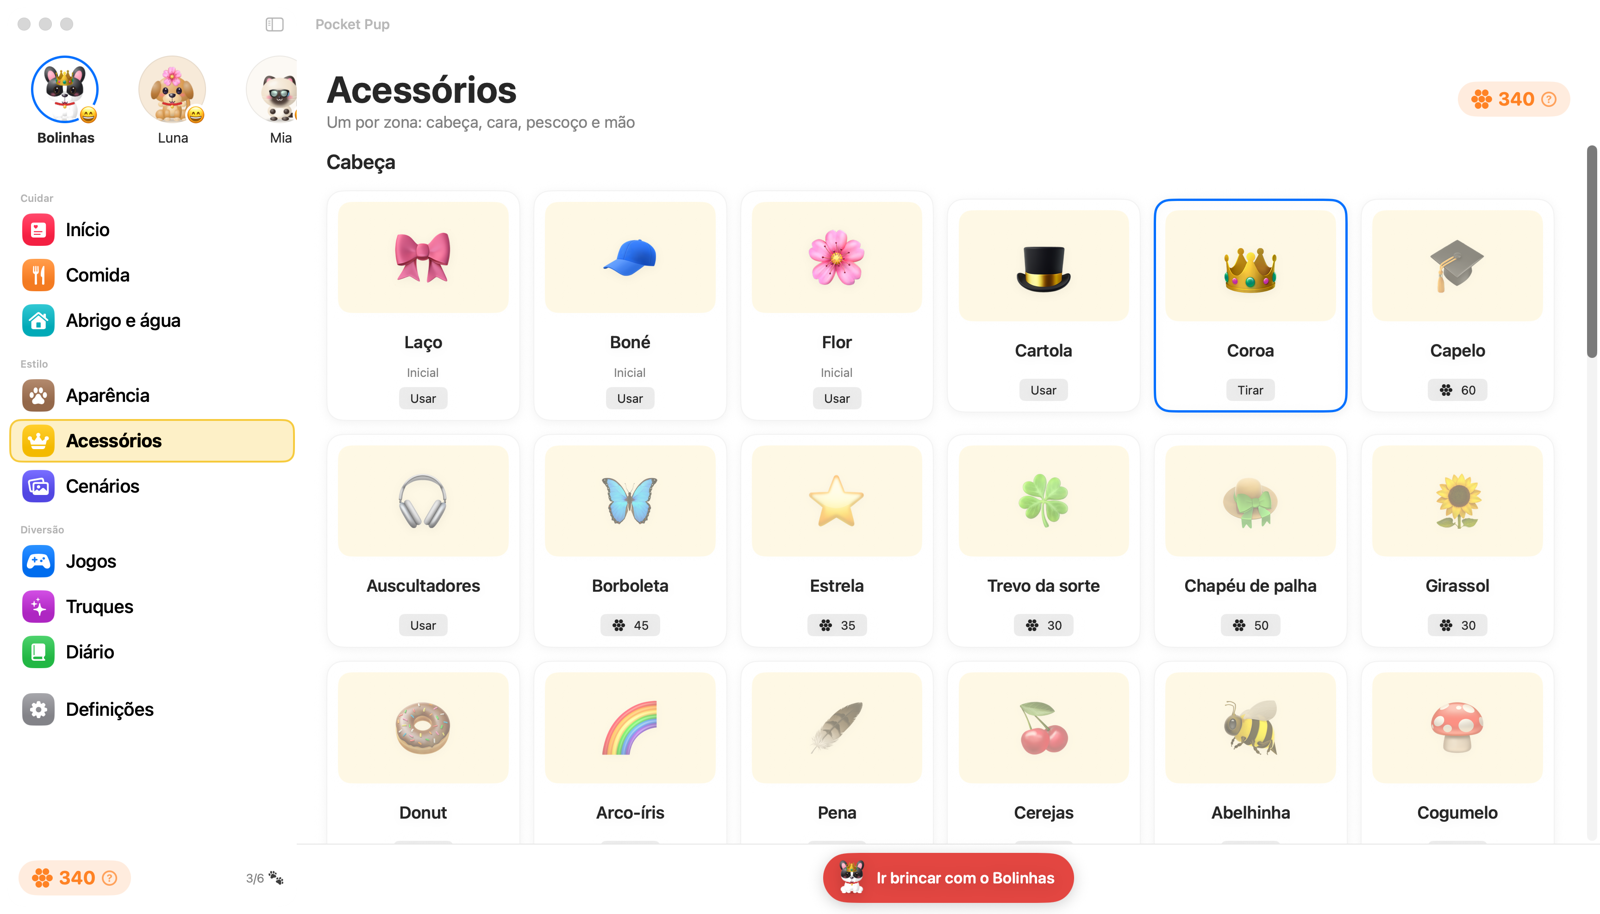 Pocket Pup
Bolinhas
Luna
Mia
Cuidar
Início
Comida
Abrigo e água
Estilo
Aparência
Acessórios
Cenários
Diversão
Jogos
Truques
Diário
Definições
340
3/6
Acessórios
Um por zona: cabeça, cara, pescoço e mão
340
Cabeça
Laço
Inicial
Usar
Boné
Inicial
Usar
Flor
Inicial
Usar
Cartola
Usar
Coroa
Tirar
Capelo
60
Auscultadores
Usar
Borboleta
45
Estrela
35
Trevo da sorte
30
Chapéu de palha
50
Girassol
30
Donut
Arco-íris
Pena
Cerejas
Abelhinha
Cogumelo
Ir brincar com o Bolinhas